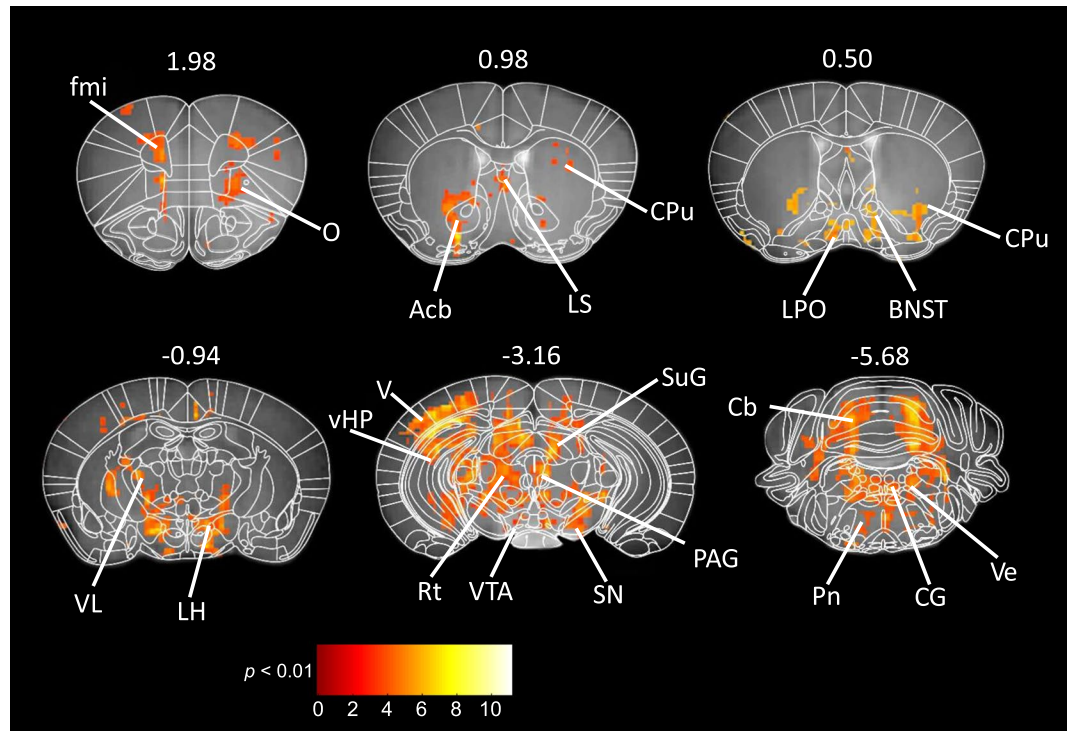 1.98
0.98
0.50
fmi
O
CPu
Acb
LS
CPu
LPO
BNST
-0.94
-3.16
-5.68
V
vHP
SuG
Cb
VL
LH
Rt
VTA
SN
PAG
Pn
CG
Ve
p < 0.01
0 2 4 6 8 10